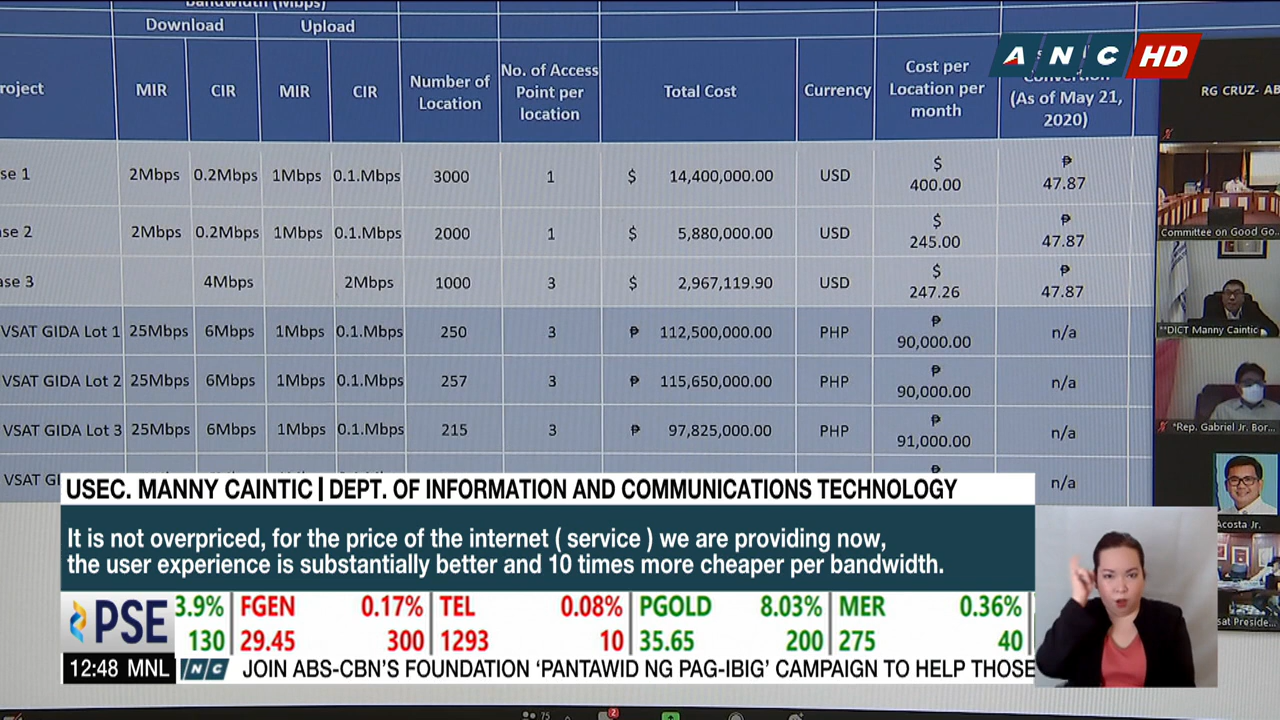 Bandwidth (Mbps)
Download Upload
roject MIR CIR MIR CIR Number of Location No. of Access Point per location Total Cost Currency Cost per Location per month (As of May 21, 2020)
se 1 2Mbps 0.2Mbps 1Mbps 0.1.Mbps 3000 1 $ 14,400,000.00 USD $ 400.00 ₱ 47.87
ase 2 2Mbps 0.2Mbps 1Mbps 0.1.Mbps 2000 1 $ 5,880,000.00 USD $ 245.00 ₱ 47.87
ase 3 4Mbps 2Mbps 1000 3 $ 2,967,119.90 USD $ 247.26 ₱ 47.87
VSAT GIDA Lot 1 25Mbps 6Mbps 1Mbps 0.1.Mbps 250 3 ₱ 112,500,000.00 PHP ₱ 90,000.00 n/a
VSAT GIDA Lot 2 25Mbps 6Mbps 1Mbps 0.1.Mbps 257 3 ₱ 115,650,000.00 PHP ₱ 90,000.00 n/a
VSAT GIDA Lot 3 25Mbps 6Mbps 1Mbps 0.1.Mbps 215 3 ₱ 97,825,000.00 PHP ₱ 91,000.00 n/a
VSAT GI ₱ n/a
ANC HD
RG CRUZ- AB
Committee on Good Go...
**DICT Manny Caintic
*Rep. Gabriel Jr. Bor...
Acosta Jr.
sat Preside...
USEC. MANNY CAINTIC | DEPT. OF INFORMATION AND COMMUNICATIONS TECHNOLOGY
It is not overpriced, for the price of the internet ( service ) we are providing now,
the user experience is substantially better and 10 times more cheaper per bandwidth.
PSE 3.9% FGEN 0.17% TEL 0.08% PGOLD 8.03% MER 0.36%
130 29.45 300 1293 10 35.65 200 275 40
12:48 MNL ANC JOIN ABS-CBN'S FOUNDATION 'PANTAWID NG PAG-IBIG' CAMPAIGN TO HELP THOSE
75 2